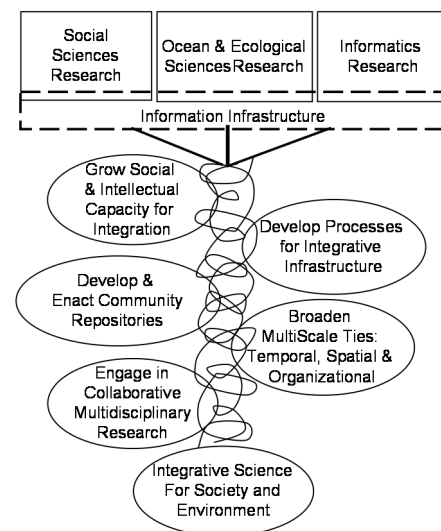 Social
Sciences
Research
Ocean & Ecological
Sciences Research
Informatics
Research
Information Infrastructure
Grow Social
& Intellectual
Capacity for
Integration
Develop Processes
for Integrative
Infrastructure
Develop &
Enact Community
Repositories
Broaden
MultiScale Ties:
Temporal, Spatial &
Organizational
Engage in
Collaborative
Multidisciplinary
Research
Integrative Science
For Society and
Environment